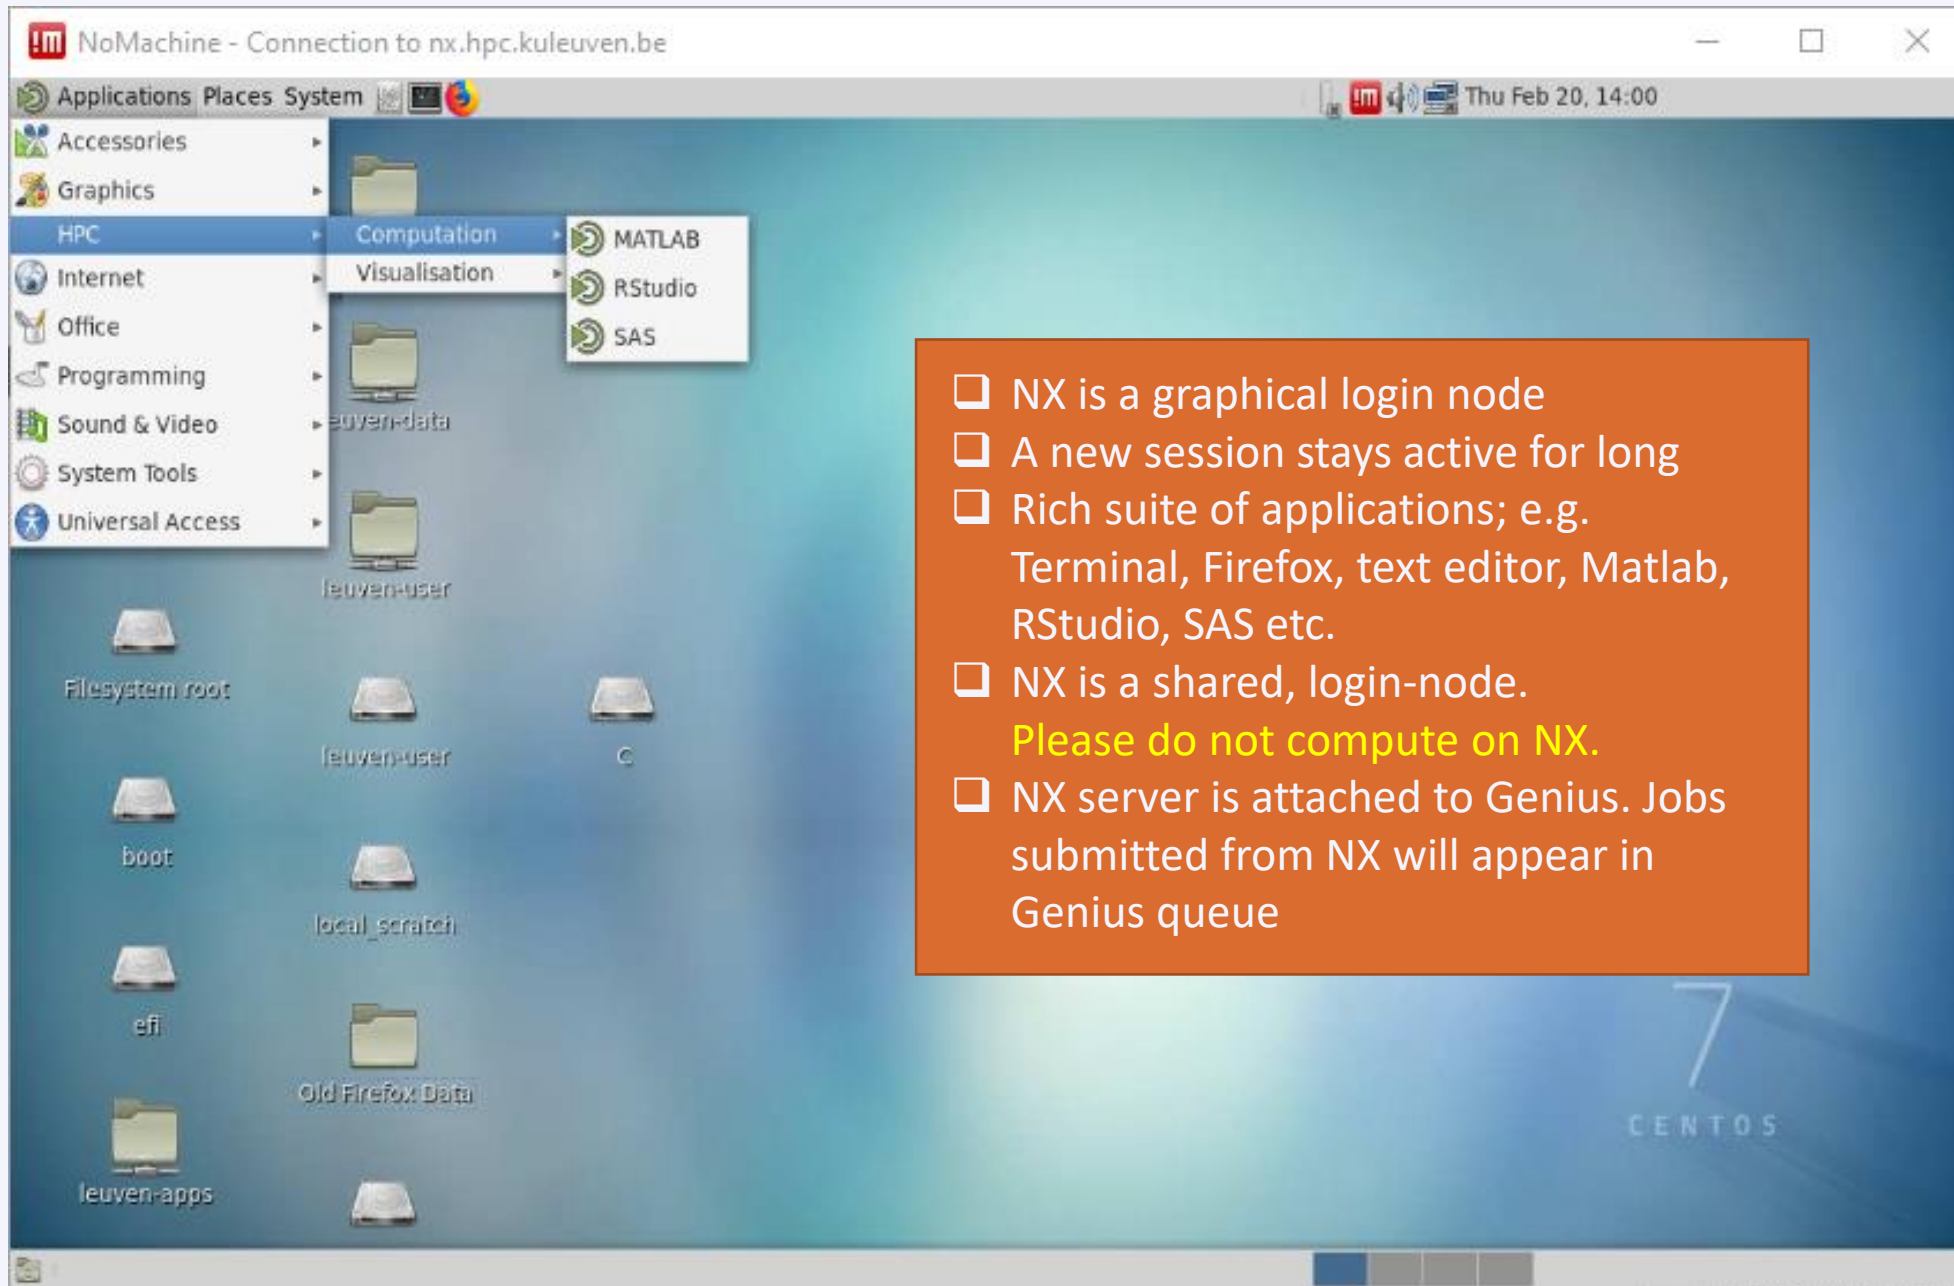 NoMachine - Connection to nx.hpc.kuleuven.be
Applications Places System
Thu Feb 20, 14:00
Accessories
Graphics
HPC
Internet
Office
Programming
Sound & Video
System Tools
Universal Access
Computation
Visualisation
MATLAB
RStudio
SAS
Filesystem root
boot
efi
leuven-apps
euven-data
leuven-user
leuven-user
local_scratch
Old Firefox Data
C
NX is a graphical login node
A new session stays active for long
Rich suite of applications; e.g.
Terminal, Firefox, text editor, Matlab,
RStudio, SAS etc.
NX is a shared, login-node.
Please do not compute on NX.
NX server is attached to Genius. Jobs
submitted from NX will appear in
Genius queue
7
CENTOS